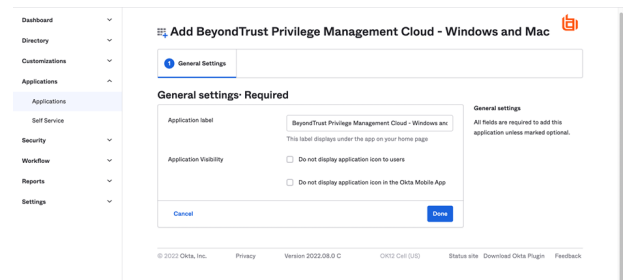 Dashboard
Directory
Customizations
Applications
Applications
Self Service
Security
Workflow
Reports
Settings
Add BeyondTrust Privilege Management Cloud - Windows and Mac
1 General Settings
General settings· Required
Application label
BeyondTrust Privilege Management Cloud - Windows and
This label displays under the app on your home page
Application Visibility
Do not display application icon to users
Do not display application icon in the Okta Mobile App
Cancel
Done
General settings
All fields are required to add this
application unless marked optional.
© 2022 Okta, Inc. Privacy Version 2022.08.0 C OK12 Cell (US) Status site Download Okta Plugin Feedback